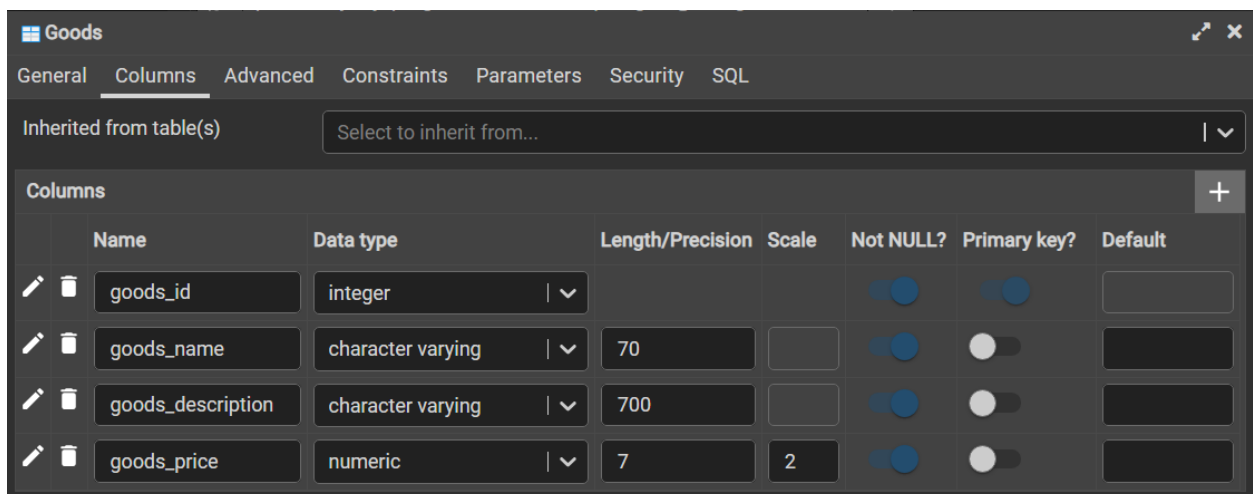 Goods
General Columns Advanced Constraints Parameters Security SQL
Inherited from table(s) Select to inherit from...
Columns
Name Data type Length/Precision Scale Not NULL? Primary key? Default
goods_id integer
goods_name character varying 70
goods_description character varying 700
goods_price numeric 7 2